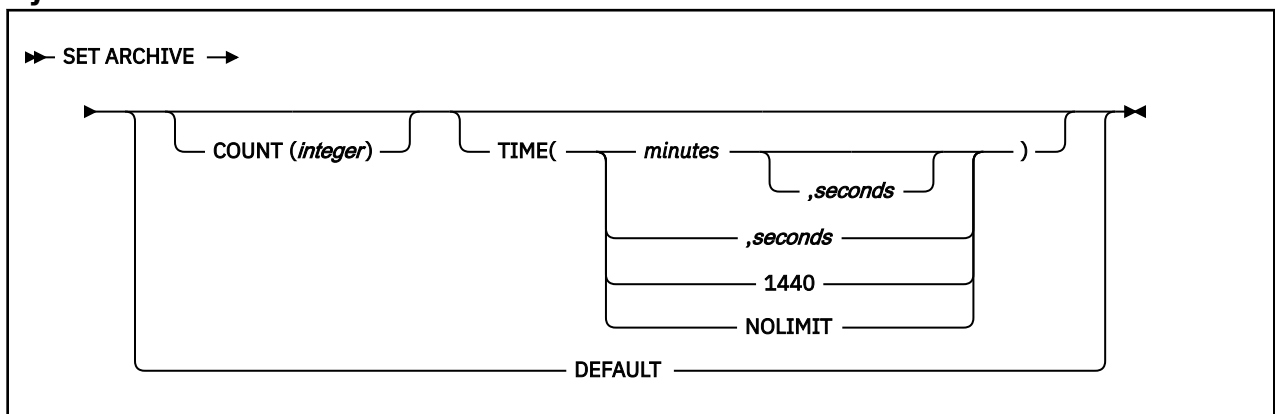 SET ARCHIVE
COUNT (integer)
TIME(
minutes
)
,seconds
,seconds
1440
NOLIMIT
DEFAULT